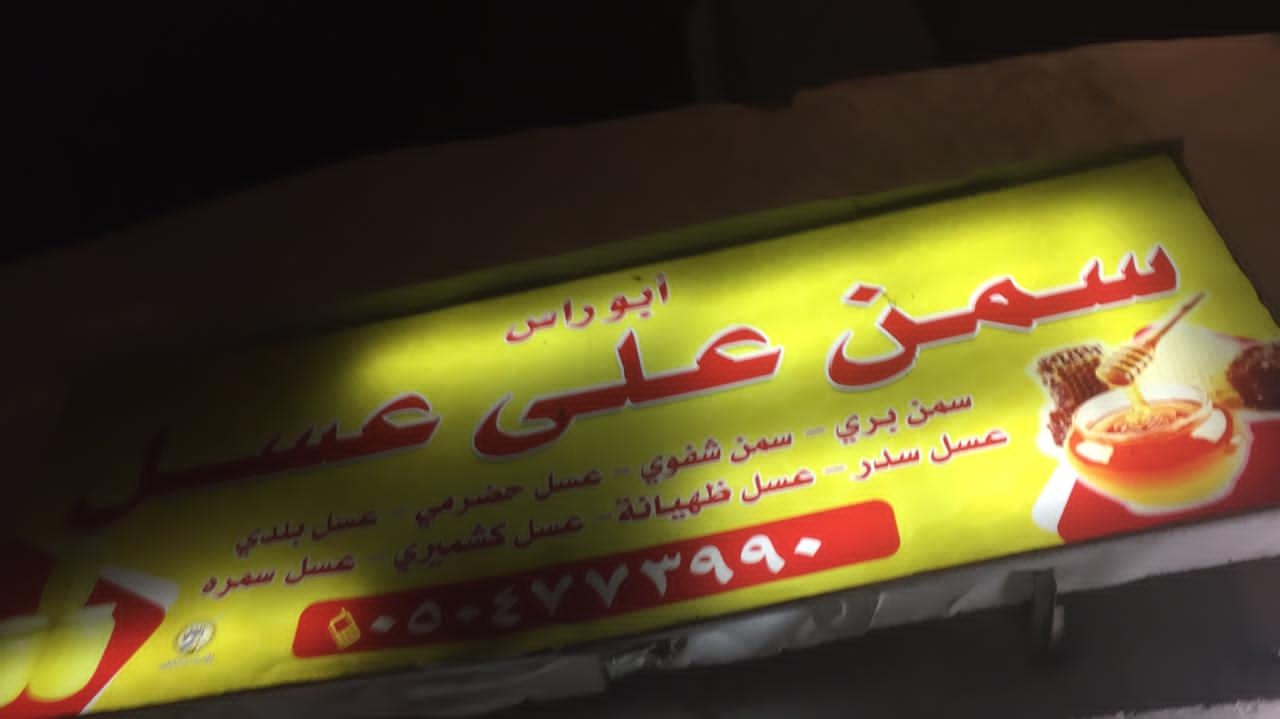 أبو راس
سمن على عسل
سمن بري - سمن شفوي - عسل حضرمي - عسل بلدي
عسل سدر - عسل ظهيانة - عسل كشميري - عسل سمره
٠٥٠٤٧٧٣٩٩٠